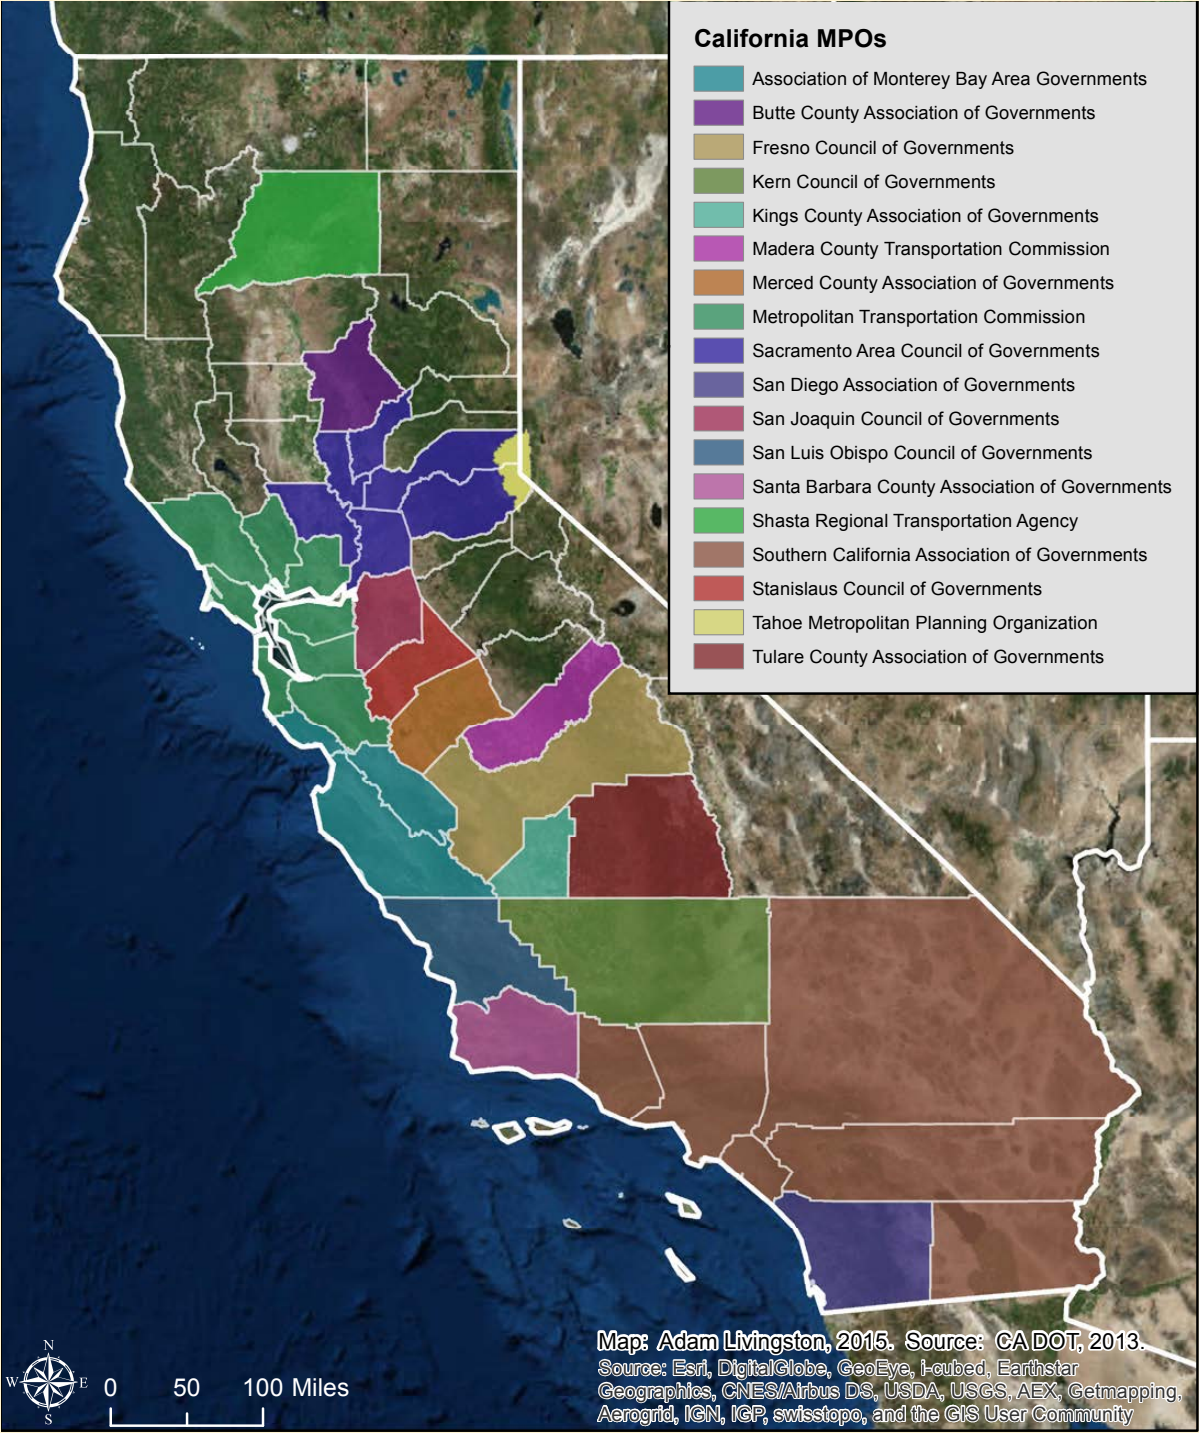 California MPOs
Association of Monterey Bay Area Governments
Butte County Association of Governments
Fresno Council of Governments
Kern Council of Governments
Kings County Association of Governments
Madera County Transportation Commission
Merced County Association of Governments
Metropolitan Transportation Commission
Sacramento Area Council of Governments
San Diego Association of Governments
San Joaquin Council of Governments
San Luis Obispo Council of Governments
Santa Barbara County Association of Governments
Shasta Regional Transportation Agency
Southern California Association of Governments
Stanislaus Council of Governments
Tahoe Metropolitan Planning Organization
Tulare County Association of Governments
N
W E
S
0 50 100 Miles
Map: Adam Livingston, 2015. Source: CA DOT, 2013.
Source: Esri, DigitalGlobe, GeoEye, i-cubed, Earthstar
Geographics, CNES/Airbus DS, USDA, USGS, AEX, Getmapping,
Aerogrid, IGN, IGP, swisstopo, and the GIS User Community